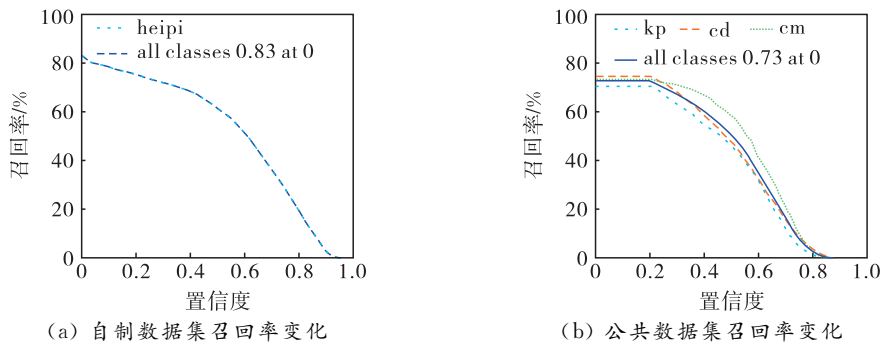 100
80
60
40
20
0
召回率/%
heipi
all classes 0.83 at 0
0 0.2 0.4 0.6 0.8 1.0
置信度
(a) 自制数据集召回率变化
100
80
60
40
20
0
召回率/%
kp cd cm
all classes 0.73 at 0
0 0.2 0.4 0.6 0.8 1.0
置信度
(b) 公共数据集召回率变化